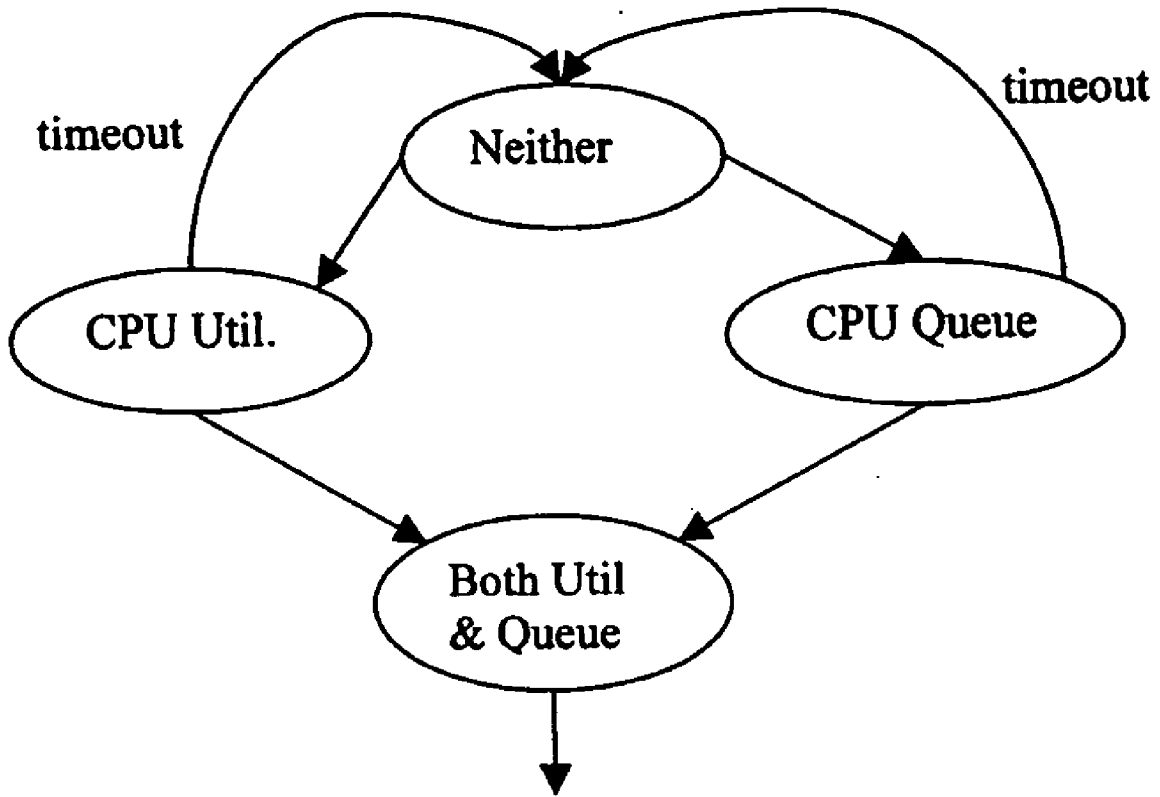 timeout
timeout
Neither
CPU Util.
CPU Queue
Both Util
& Queue